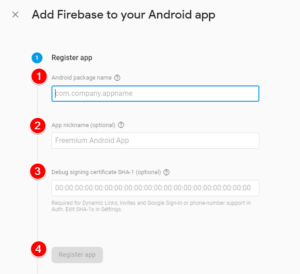 × Add Firebase to your Android app
1 Register app
1 Android package name ?
com.company.appname
2 App nickname (optional) ?
Freemium Android App
3 Debug signing certificate SHA-1 (optional) ?
00:00:00:00:00:00:00:00:00:00:00:00:00:00:00:00:00:00:00:00
Required for Dynamic Links, Invites and Google Sign-In or phone-number support in
Auth. Edit SHA-1s in Settings.
4 Register app